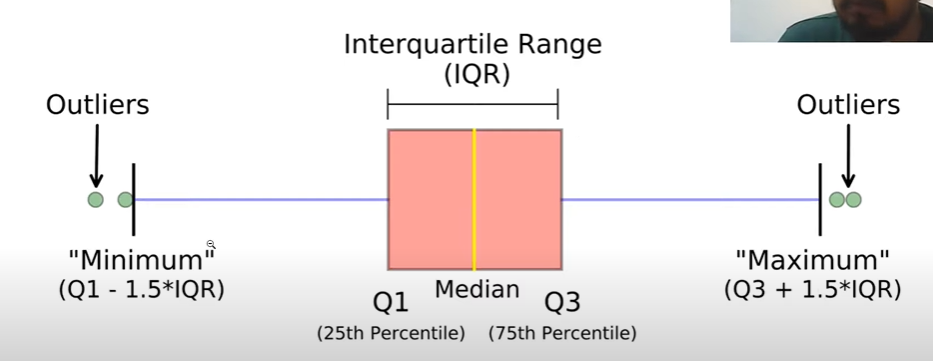 Interquartile Range
(IQR)
Outliers
Outliers
"Minimum"
(Q1 - 1.5*IQR)
"Maximum"
(Q3 + 1.5*IQR)
Q1
Median
Q3
(25th Percentile)
(75th Percentile)